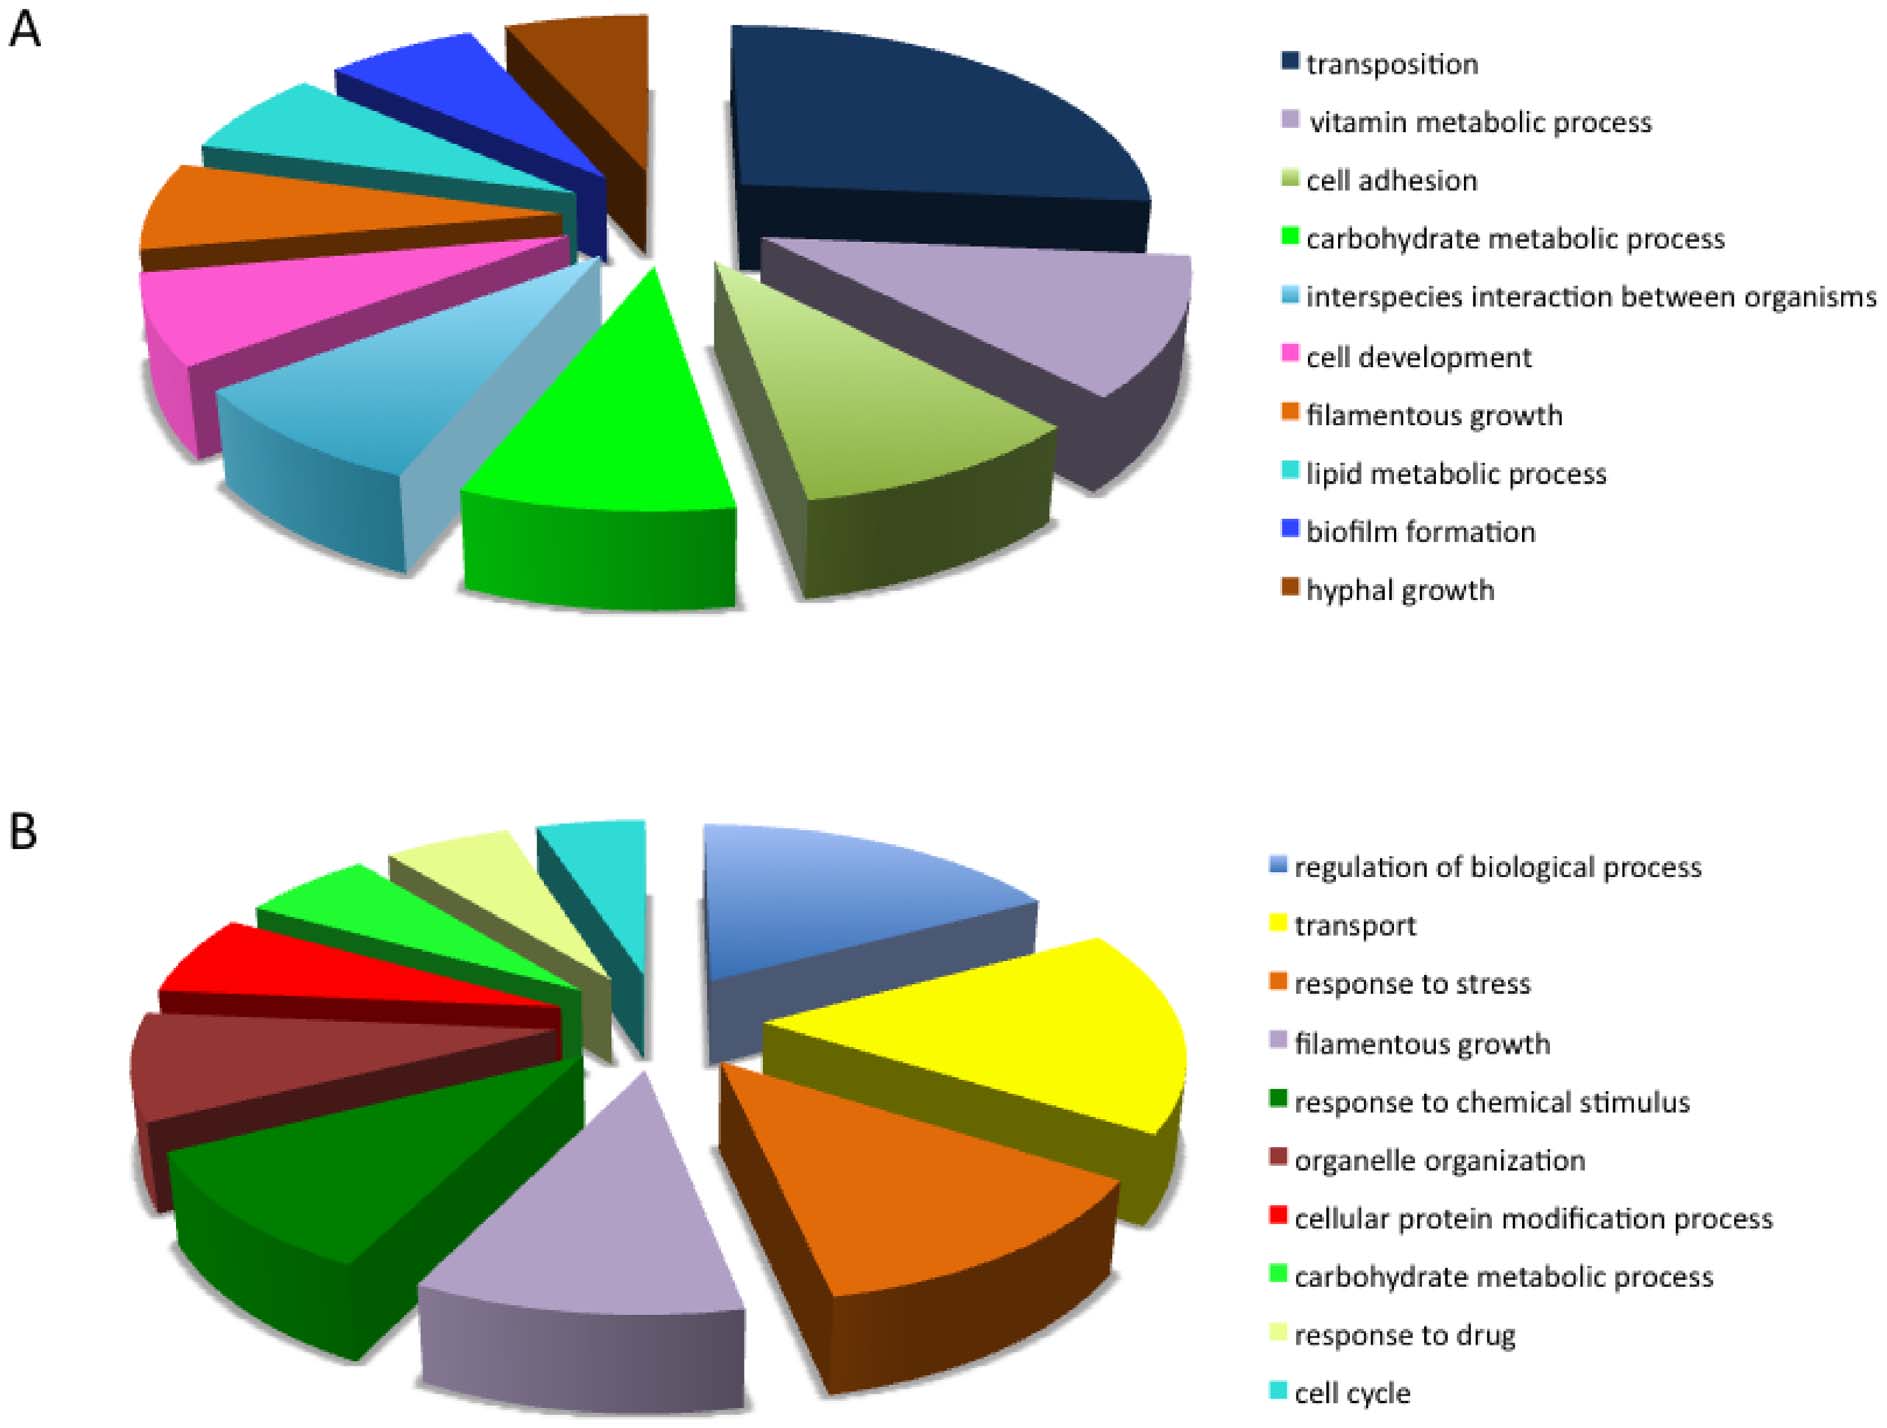 A
transposition
vitamin metabolic process
cell adhesion
carbohydrate metabolic process
interspecies interaction between organisms
cell development
filamentous growth
lipid metabolic process
biofilm formation
hyphal growth
B
regulation of biological process
transport
response to stress
filamentous growth
response to chemical stimulus
organelle organization
cellular protein modification process
carbohydrate metabolic process
response to drug
cell cycle